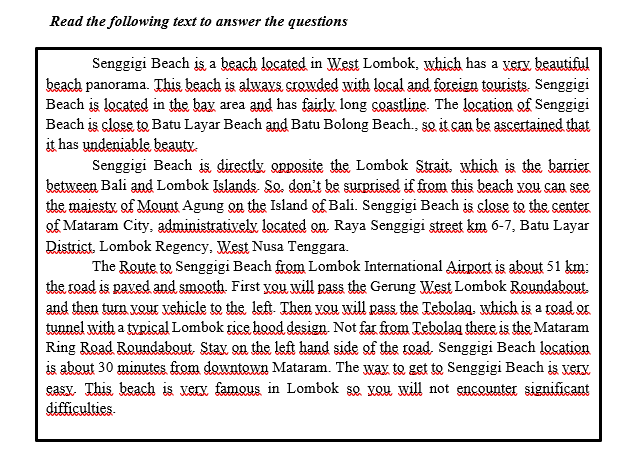 Read the following text to answer the questions
Senggigi Beach is a beach located in West Lombok, which has a very beautiful
beach panorama. This beach is always crowded with local and foreign tourists. Senggigi
Beach is located in the bay area and has fairly long coastline. The location of Senggigi
Beach is close to Batu Layar Beach and Batu Bolong Beach., so it can be ascertained that
it has undeniable beauty.
Senggigi Beach is directly opposite the Lombok Strait, which is the barrier
between Bali and Lombok Islands. So, don't be surprised if from this beach you can see
the majesty of Mount Agung on the Island of Bali. Senggigi Beach is close to the center
of Mataram City, administratively located on. Raya Senggigi street km 6-7, Batu Layar
District, Lombok Regency, West Nusa Tenggara.
The Route to Senggigi Beach from Lombok International Airport is about 51 km;
the road is paved and smooth. First you will pass the Gerung West Lombok Roundabout,
and then turn your vehicle to the left. Then you will pass the Tebolaq, which is a road or
tunnel with a typical Lombok rice hood design. Not far from Tebolaq there is the Mataram
Ring Road Roundabout. Stay on the left hand side of the road. Senggigi Beach location
is about 30 minutes from downtown Mataram. The way to get to Senggigi Beach is very
easy. This beach is very famous in Lombok so you will not encounter significant
difficulties.